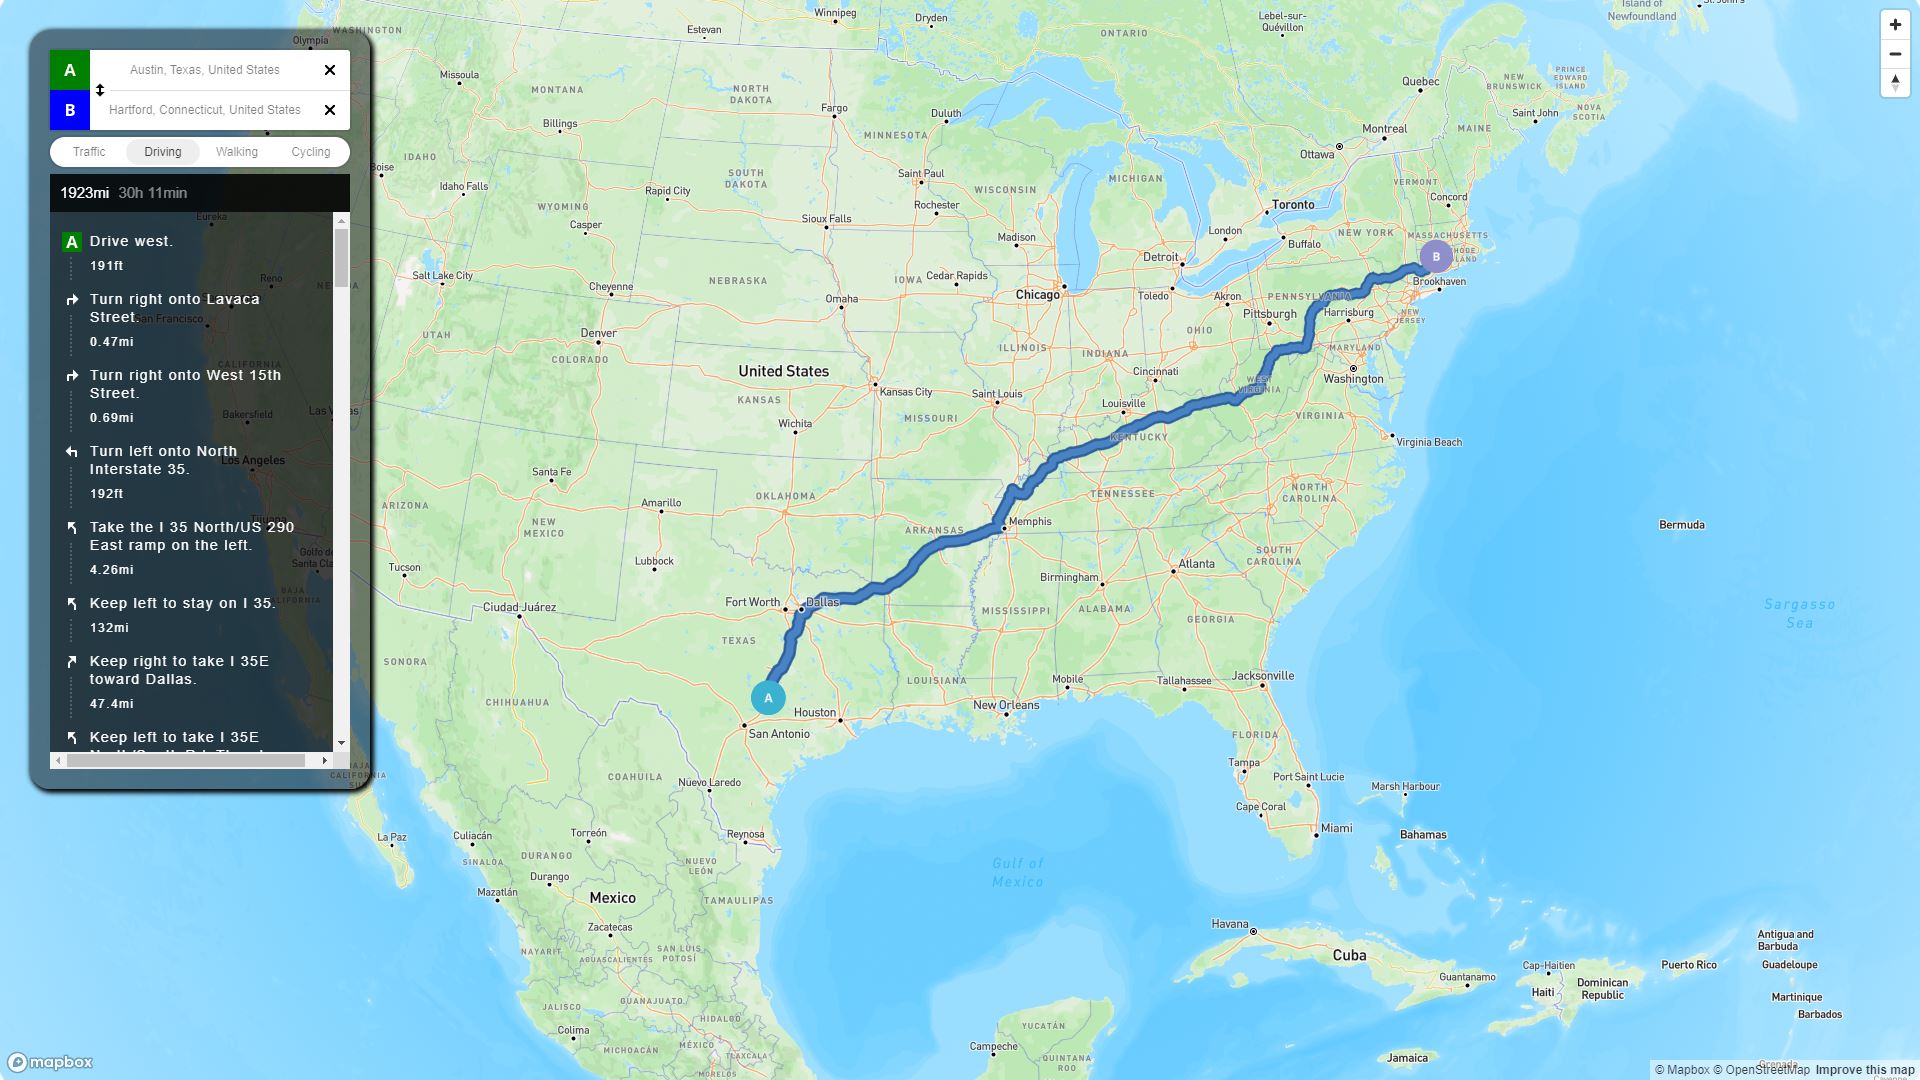 A
Austin, Texas, United States
B
Hartford, Connecticut, United States
Traffic
Driving
Walking
Cycling
1923mi 30h 11min
A
Drive west.
191ft
Turn right onto Lavaca
Street.
0.47mi
Turn right onto West 15th
Street.
0.69mi
Turn left onto North
Interstate 35.
192ft
Take the I 35 North/US 290
East ramp on the left.
4.26mi
Keep left to stay on I 35.
132mi
Keep right to take I 35E
toward Dallas.
47.4mi
Keep left to take I 35E
WASHINGTON
Olympia
Eureka
Reno
San Francisco
CALIFORNIA
Bakersfield
Los Angeles
Tijuana
BAJA
CALIFORNIA
Boise
IDAHO
Idaho Falls
Missoula
MONTANA
Billings
Estevan
Winnipeg
Dryden
ONTARIO
Lebel-sur-
Quévillon
Island of
Newfoundland
St. John's
NORTH
DAKOTA
Fargo
Duluth
MINNESOTA
Quebec
NEW
BRUNSWICK
PRINCE
EDWARD
ISLAND
NOVA
SCOTIA
Saint John
MAINE
Montreal
Ottawa
VERMONT
Concord
SOUTH
DAKOTA
Rapid City
Saint Paul
Rochester
WISCONSIN
MICHIGAN
Toronto
London
Buffalo
NEW YORK
MASSACHUSETTS
B
Brookhaven
WYOMING
Casper
Sioux Falls
Madison
Detroit
Salt Lake City
Cheyenne
IOWA
Cedar Rapids
Omaha
Chicago
Toledo
Akron
PENNSYLVANIA
Pittsburgh
Harrisburg
NEW
JERSEY
UTAH
Denver
COLORADO
United States
KANSAS
Kansas City
ILLINOIS
INDIANA
OHIO
MARYLAND
Cincinnati
WEST
VIRGINIA
Washington
Saint Louis
Louisville
MISSOURI
Wichita
KENTUCKY
VIRGINIA
Virginia Beach
Santa Fe
Amarillo
OKLAHOMA
TENNESSEE
NORTH
CAROLINA
ARIZONA
NEW
MEXICO
ARKANSAS
Memphis
Bermuda
Tucson
Lubbock
Birmingham
Atlanta
SOUTH
CAROLINA
Ciudad Juárez
Fort Worth
Dallas
MISSISSIPPI
ALABAMA
GEORGIA
Sargasso
Sea
SONORA
TEXAS
A
LOUISIANA
Mobile
Tallahassee
Jacksonville
CHIHUAHUA
Houston
New Orleans
San Antonio
FLORIDA
COAHUILA
Nuevo Laredo
Tampa
Port Saint Lucie
Marsh Harbour
Cape Coral
La Paz
Culiacán
Torreón
Reynosa
Miami
Bahamas
SINALOA
DURANGO
NUEVO
LEÓN
Durango
Mazatlán
Mexico
TAMAULIPAS
Gulf of
Mexico
Zacatecas
Havana
Cuba
NAYARIT
SAN LUIS
POTOSÍ
AGUASCALIENTES
Guantanamo
Cap-Haitien
Haiti
Dominican
Republic
Puerto Rico
Antigua and
Barbuda
Guadeloupe
Martinique
Barbados
JALISCO
GUANAJUATO
HIDALGO
Colima
MICHOACÁN
MÉXICO
TLAXCALA
MORELOS
YUCATÁN
Campeche
QUINTANA
ROO
Jamaica
Grenada
mapbox
© Mapbox © OpenStreetMap Improve this map